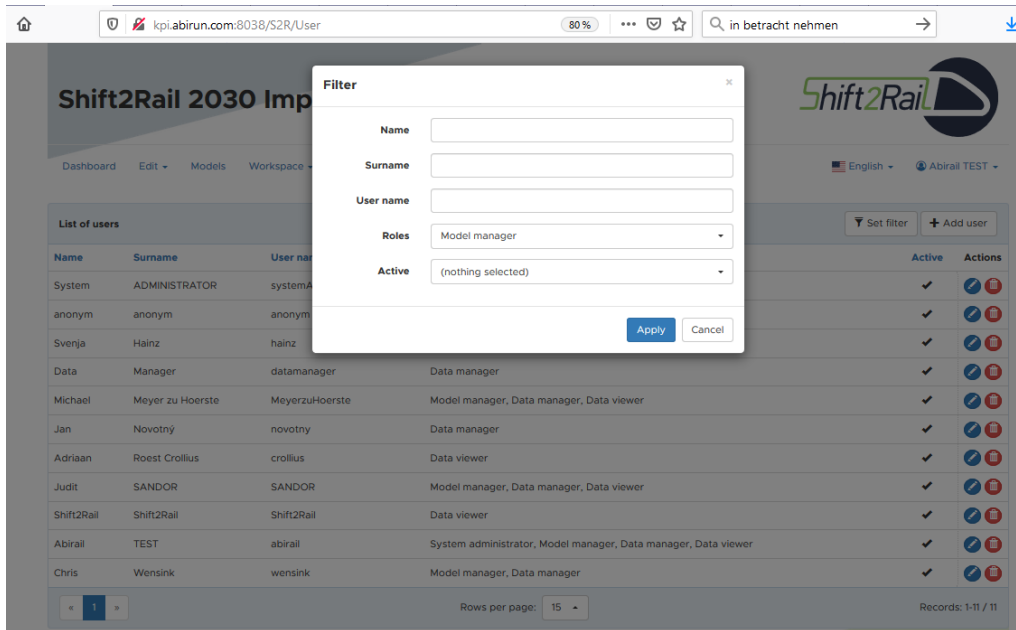 kpi.abirun.com:8038/S2R/User 80% in betracht nehmen
Shift2Rail 2030 Imp
Shift2Rail
Filter
Name
Surname
User name
Roles Model manager
Active (nothing selected)
Apply Cancel
Dashboard Edit Models Workspace English Abirail TEST
List of users Set filter Add user
Name Surname User nam Active Actions
System ADMINISTRATOR systemA
anonym anonym anonym
Svenja Hainz hainz
Data Manager datamanager Data manager
Michael Meyer zu Hoerste MeyerzuHoerste Model manager, Data manager, Data viewer
Jan Novotný novotny Data manager
Adriaan Roest Crollius crollius Data viewer
Judit SANDOR SANDOR Model manager, Data manager, Data viewer
Shift2Rail Shift2Rail Shift2Rail Data viewer
Abirail TEST abirail System administrator, Model manager, Data manager, Data viewer
Chris Wensink wensink Model manager, Data manager
« 1 » Rows per page: 15 Records: 1-11 / 11